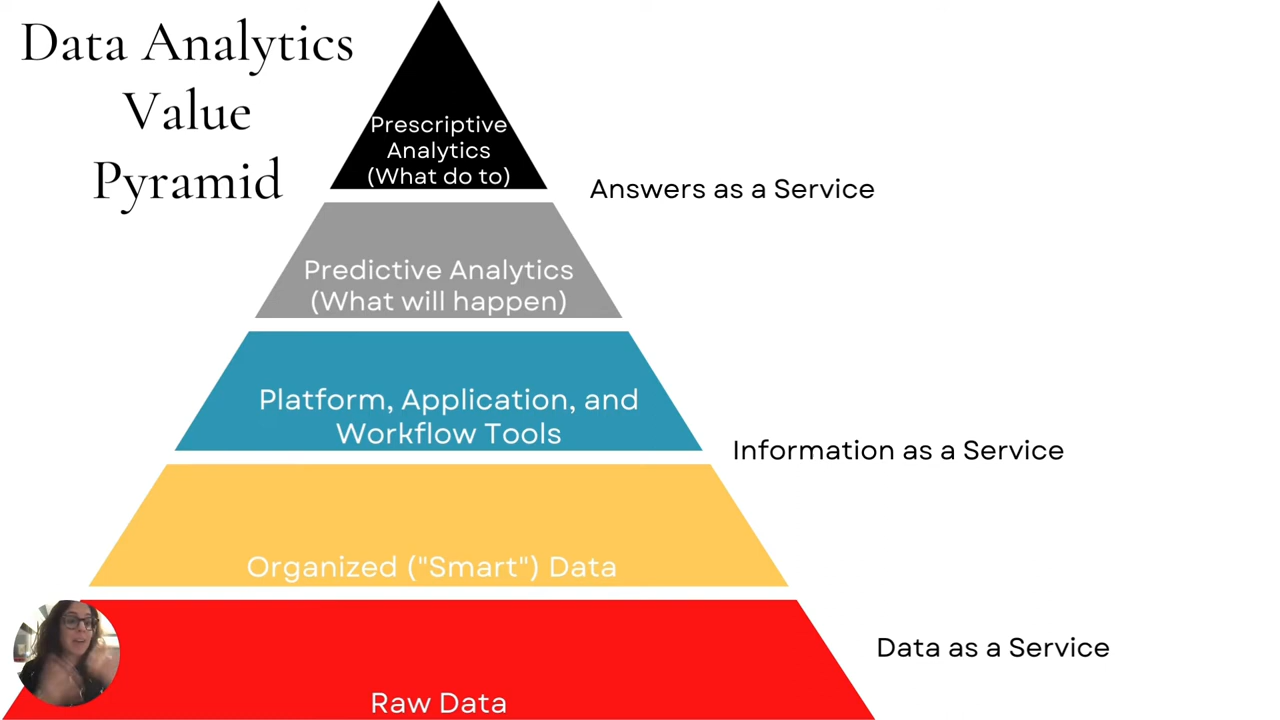 Data Analytics
Value
Pyramid
Prescriptive
Analytics
(What do to)
Answers as a Service
Predictive Analytics
(What will happen)
Platform, Application, and
Workflow Tools
Information as a Service
Organized ("Smart") Data
Data as a Service
Raw Data